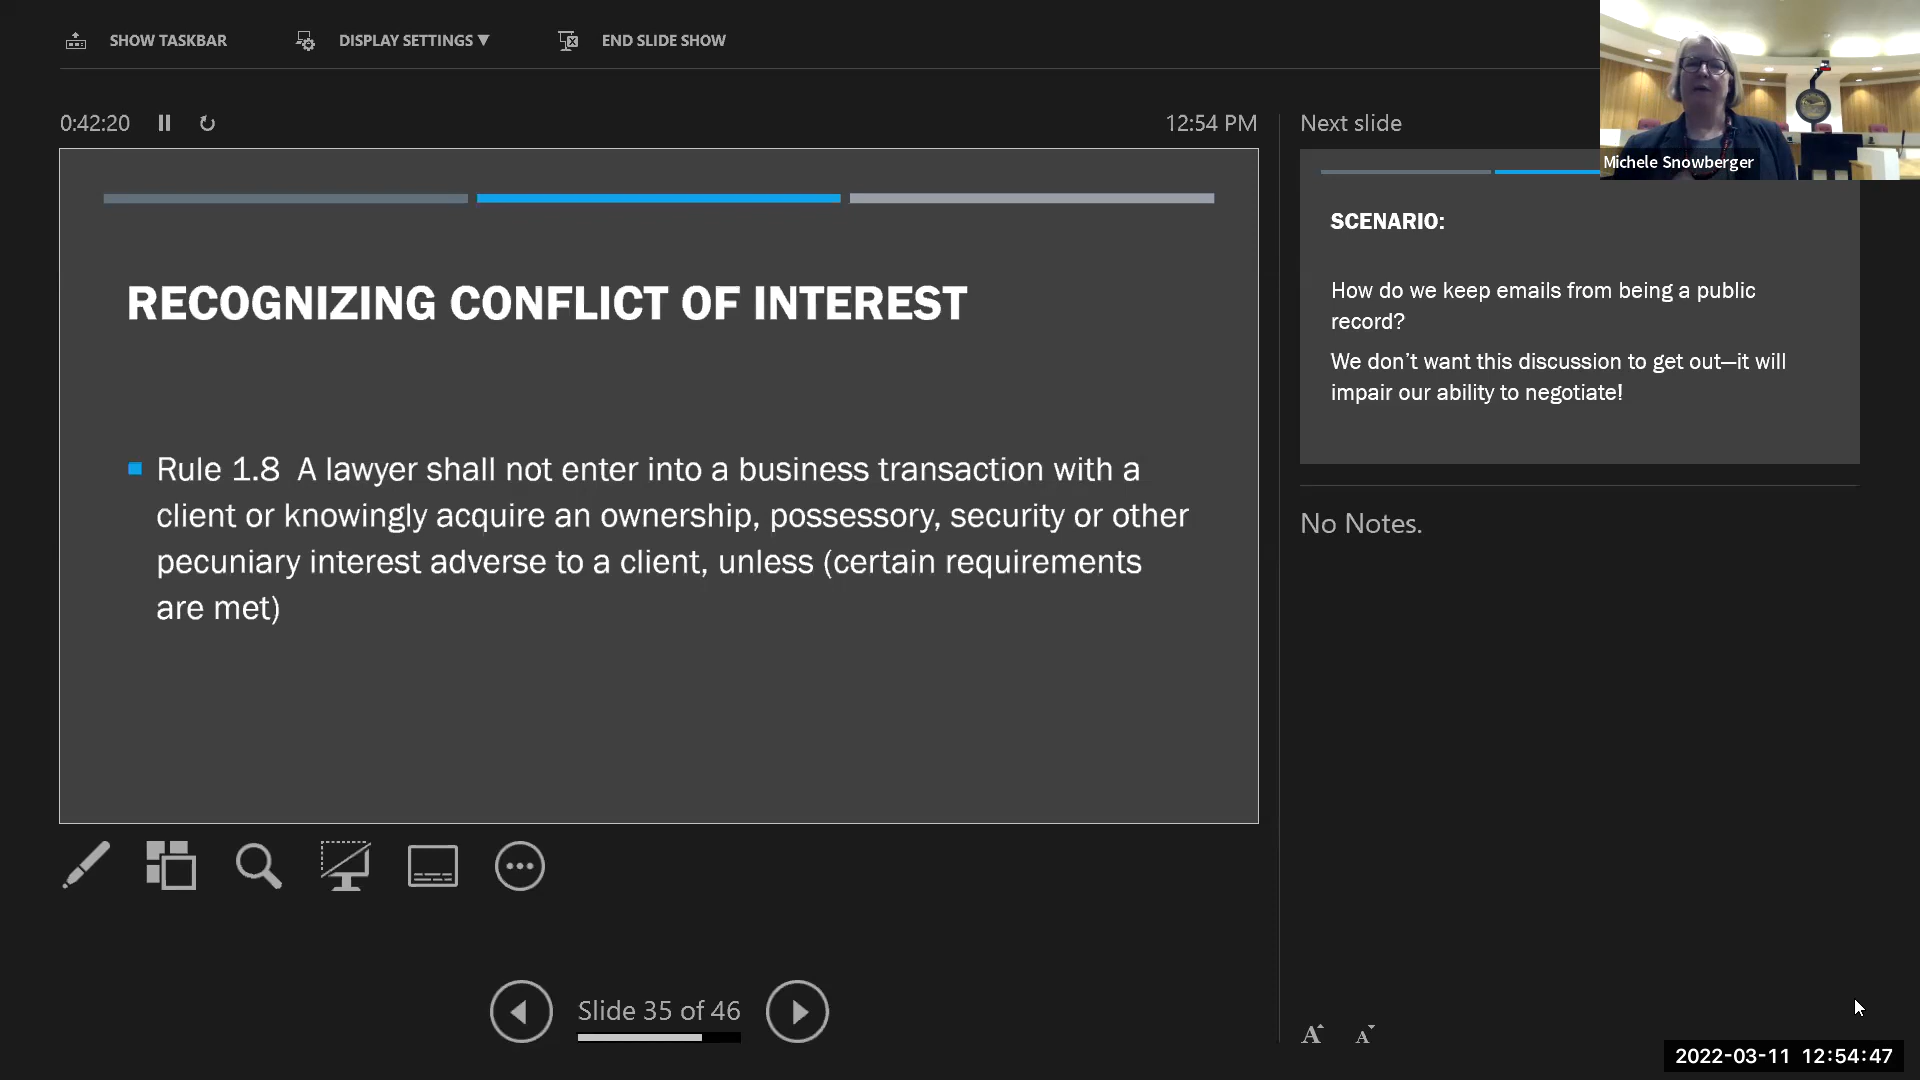 SHOW TASKBAR
DISPLAY SETTINGS ▼
END SLIDE SHOW
0:42:20
12:54 PM
Next slide
Michele Snowberger
RECOGNIZING CONFLICT OF INTEREST
Rule 1.8  A lawyer shall not enter into a business transaction with a
client or knowingly acquire an ownership, possessory, security or other
pecuniary interest adverse to a client, unless (certain requirements
are met)
SCENARIO:
How do we keep emails from being a public
record?
We don’t want this discussion to get out—it will
impair our ability to negotiate!
No Notes.
Slide 35 of 46
A A
2022-03-11 12:54:47